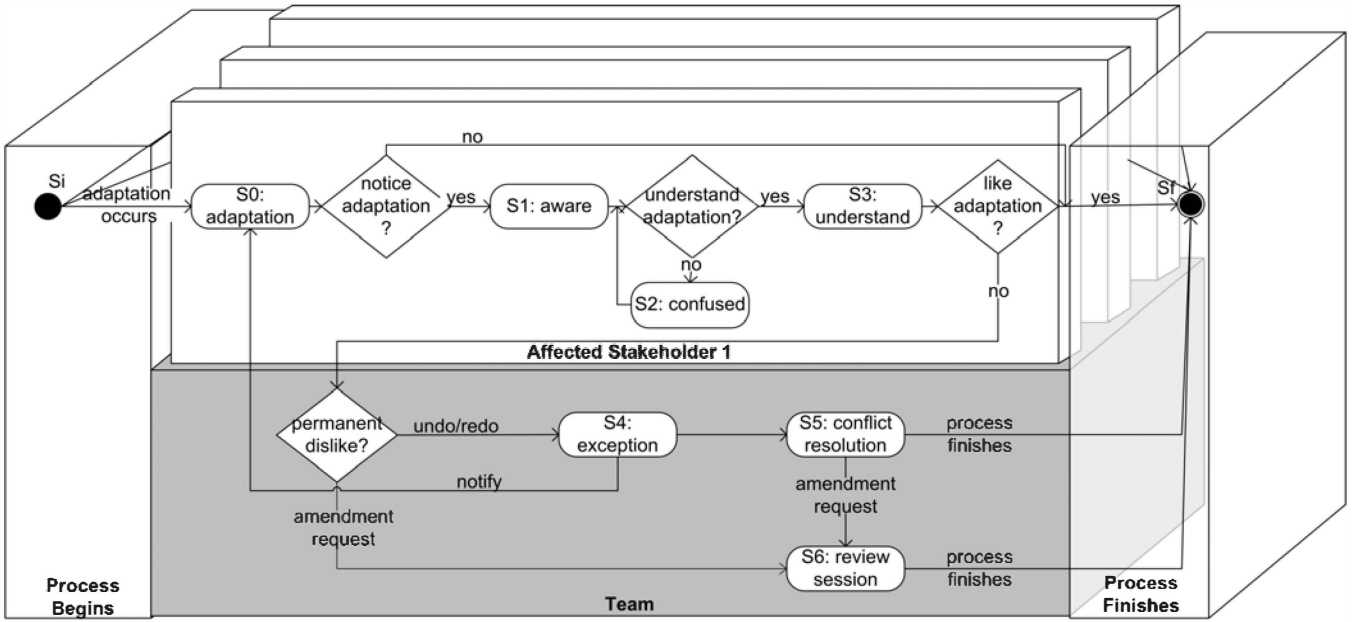 no
Si
adaptation
occurs
S0:
adaptation
notice
adaptation
?
yes
S1: aware
understand
adaptation?
yes
S3:
understand
like
adaptation
?
yes
Sf
no
S2: confused
no
Affected Stakeholder 1
permanent
dislike?
undo/redo
S4:
exception
S5: conflict
resolution
process
finishes
notify
amendment
request
amendment
request
S6: review
session
process
finishes
Process
Begins
Team
Process
Finishes